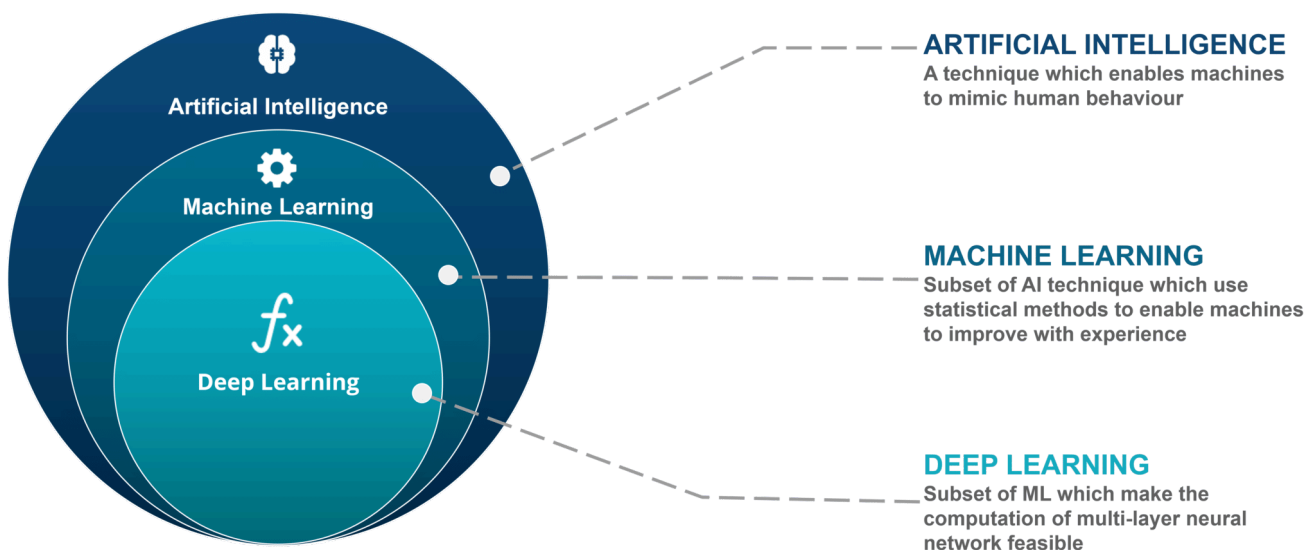 Artificial Intelligence
Machine Learning
fx
Deep Learning
ARTIFICIAL INTELLIGENCE
A technique which enables machines
to mimic human behaviour
MACHINE LEARNING
Subset of AI technique which use
statistical methods to enable machines
to improve with experience
DEEP LEARNING
Subset of ML which make the
computation of multi-layer neural
network feasible